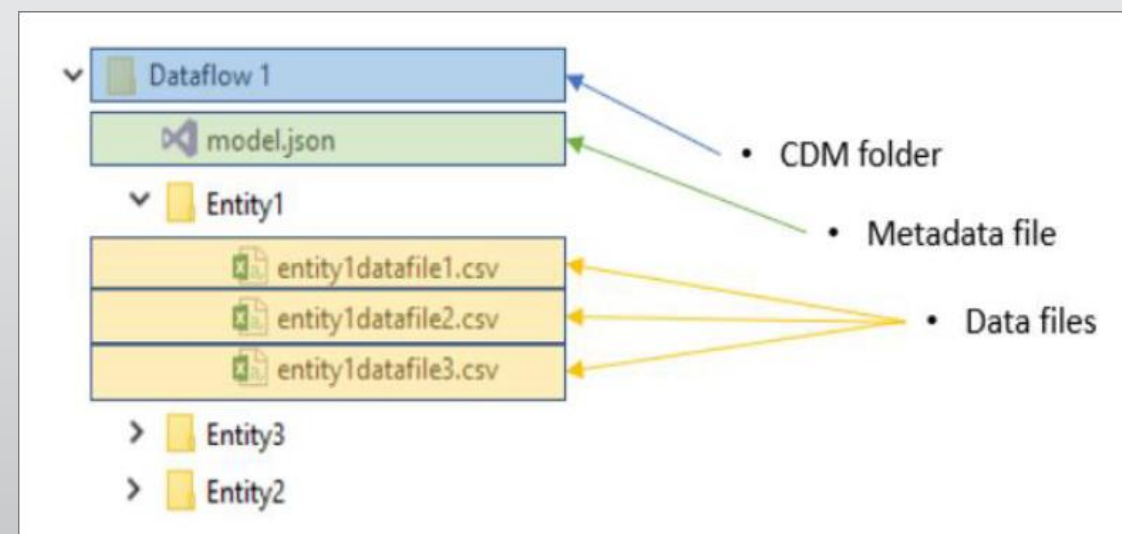 Dataflow 1
model.json
Entity1
entity1datafile1.csv
entity1datafile2.csv
entity1datafile3.csv
Entity3
Entity2
• CDM folder
• Metadata file
• Data files